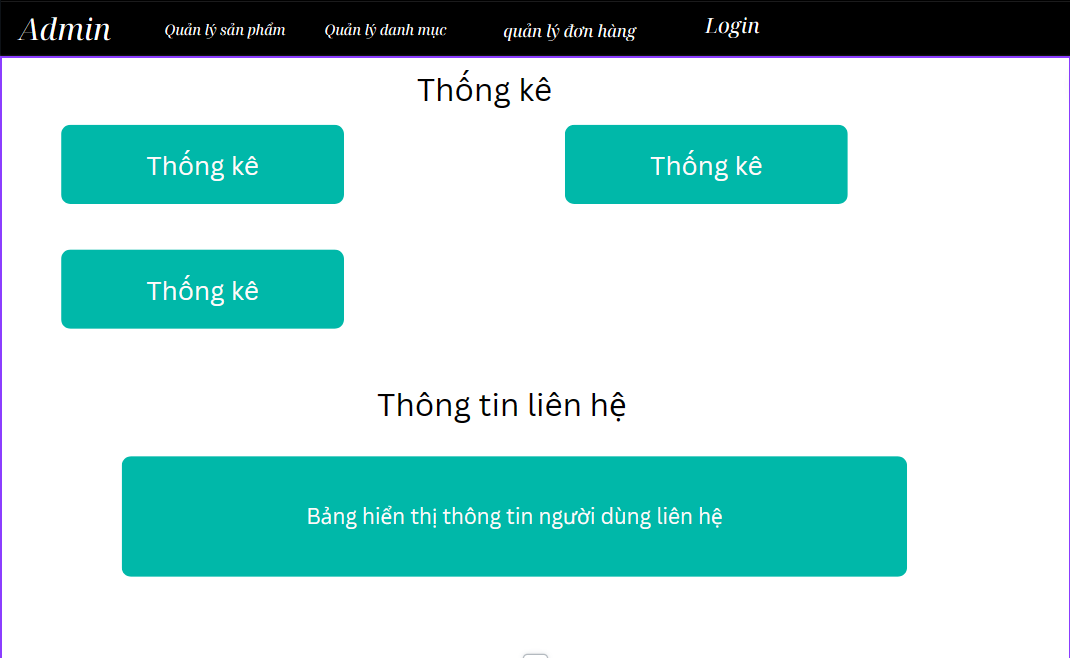 Admin
Quản lý sản phẩm
Quản lý danh mục
quản lý đơn hàng
Login
Thống kê
Thống kê
Thống kê
Thống kê
Thông tin liên hệ
Bảng hiển thị thông tin người dùng liên hệ